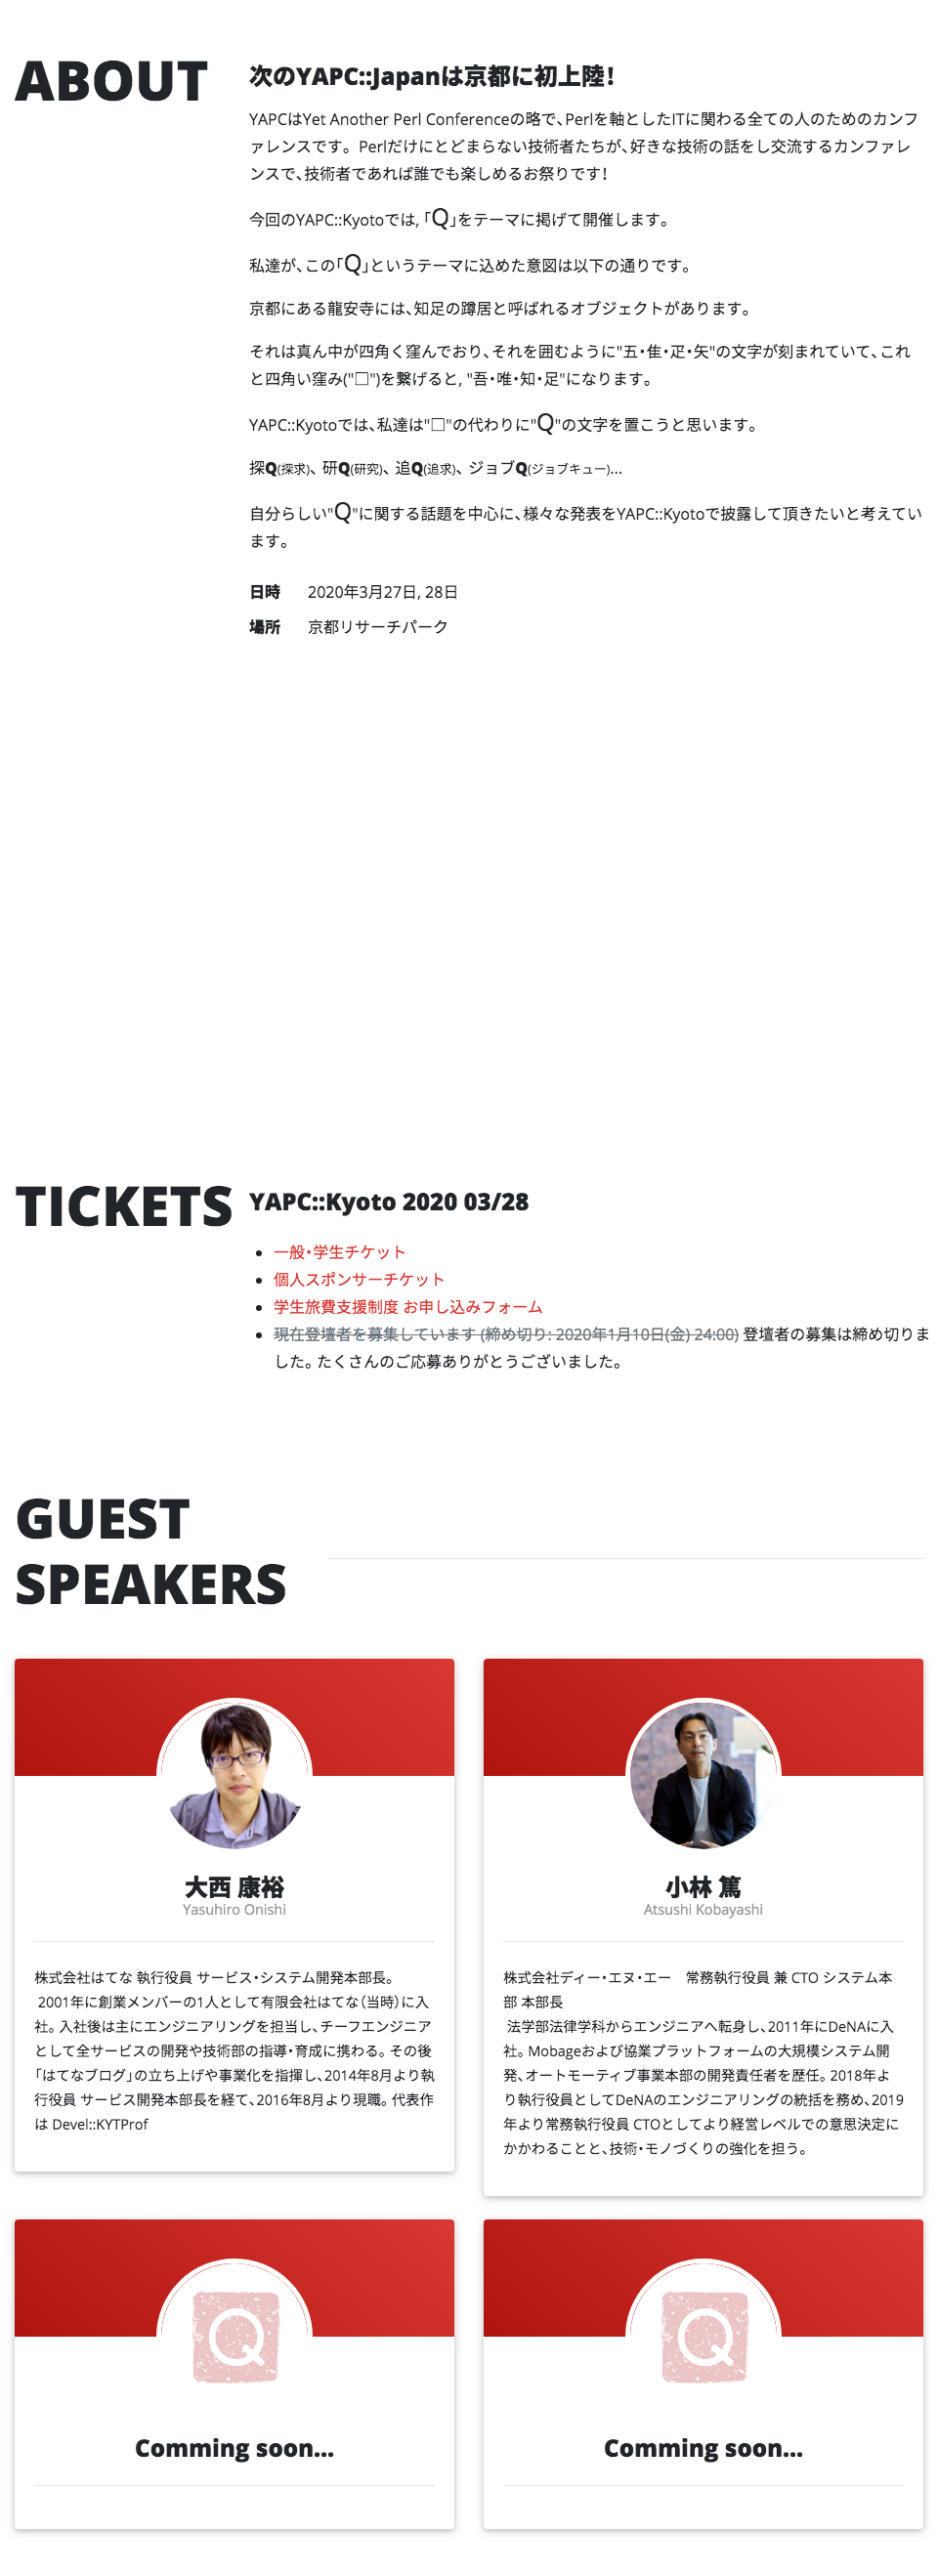 ABOUT
次のYAPC::Japanは京都に初上陸！
YAPCはYet Another Perl Conferenceの略で、Perlを軸としたITに関わる全ての人のためのカンフ
ァレンスです。Perlだけにとどまらない技術者たちが、好きな技術の話をし交流するカンファレ
ンスで、技術者であれば誰でも楽しめるお祭りです！
今回のYAPC::Kyotoでは, 「Q」をテーマに掲げて開催します。
私達が、この「Q」というテーマに込めた意図は以下の通りです。
京都にある龍安寺には、知足の蹲居と呼ばれるオブジェクトがあります。
それは真ん中が四角く窪んでおり、それを囲むように"五・隹・疋・矢"の文字が刻まれていて、これ
と四角い窪み("□")を繋げると, "吾・唯・知・足"になります。
YAPC::Kyotoでは、私達は"□"の代わりに"Q"の文字を置こうと思います。
探Q(探求)、研Q(研究)、追Q(追求)、ジョブQ(ジョブキュー)...
自分らしい"Q"に関する話題を中心に、様々な発表をYAPC::Kyotoで披露して頂きたいと考えてい
ます。
日時 2020年3月27日, 28日
場所 京都リサーチパーク
TICKETS
YAPC::Kyoto 2020 03/28
一般・学生チケット
個人スポンサーチケット
学生旅費支援制度 お申し込みフォーム
現在登壇者を募集しています (締め切り: 2020年1月10日(金) 24:00) 登壇者の募集は締め切りま
した。たくさんのご応募ありがとうございました。
GUEST
SPEAKERS
大西 康裕
Yasuhiro Onishi
株式会社はてな 執行役員 サービス・システム開発本部長。
2001年に創業メンバーの1人として有限会社はてな（当時）に入
社。入社後は主にエンジニアリングを担当し、チーフエンジニア
として全サービスの開発や技術部の指導・育成に携わる。その後
「はてなブログ」の立ち上げや事業化を指揮し、2014年8月より執
行役員 サービス開発本部長を経て、2016年8月より現職。代表作
は Devel::KYTProf
小林 篤
Atsushi Kobayashi
株式会社ディー・エヌ・エー　常務執行役員 兼 CTO システム本
部 本部長
法学部法律学科からエンジニアへ転身し、2011年にDeNAに入
社。Mobageおよび協業プラットフォームの大規模システム開
発、オートモーティブ事業本部の開発責任者を歴任。2018年よ
り執行役員としてDeNAのエンジニアリングの統括を務め、2019
年より常務執行役員 CTOとしてより経営レベルでの意思決定に
かかわることと、技術・モノづくりの強化を担う。
Q
Comming soon...
Q
Comming soon...